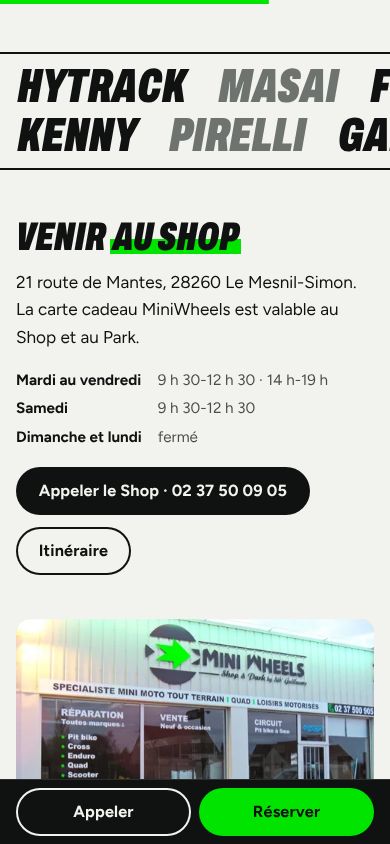 HYTRACK MASAI F
KENNY PIRELLI GA
VENIR AU SHOP
21 route de Mantes, 28260 Le Mesnil-Simon.
La carte cadeau MiniWheels est valable au
Shop et au Park.
Mardi au vendredi 9 h 30-12 h 30 · 14 h-19 h
Samedi 9 h 30-12 h 30
Dimanche et lundi fermé
Appeler le Shop · 02 37 50 09 05
Itinéraire
MINI WHEELS
Shop & Park
SPECIALISTE MINI MOTO TOUT TERRAIN I QUAD I LOISIRS MOTORISES
02 37 500 905
RÉPARATION
Toutes marques :
Pit bike
Cross
Enduro
Quad
Scooter
VENTE
Neuf & occasion
CIRCUIT
Pit bike à
Appeler
Réserver